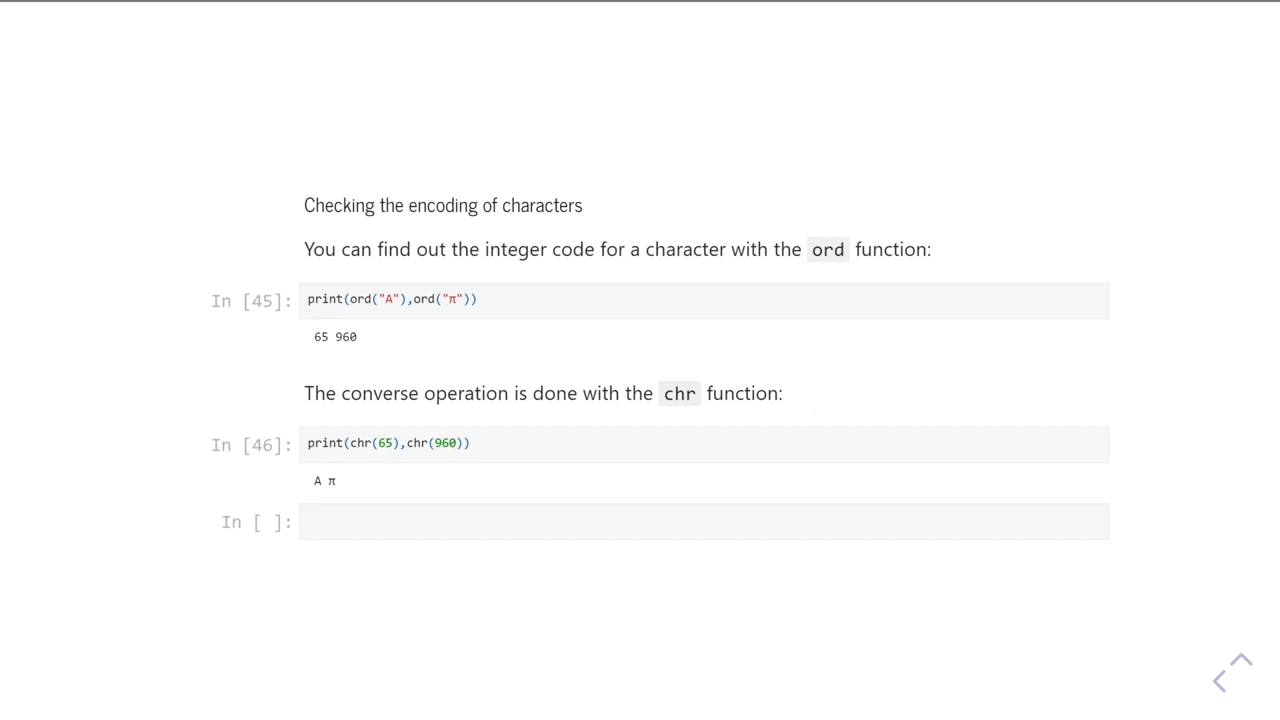 Checking the encoding of characters
You can find out the integer code for a character with the ord function:
In [45]: print(ord("A"),ord("π"))
65 960
The converse operation is done with the chr function:
In [46]: print(chr(65),chr(960))
A π
In [ ]: